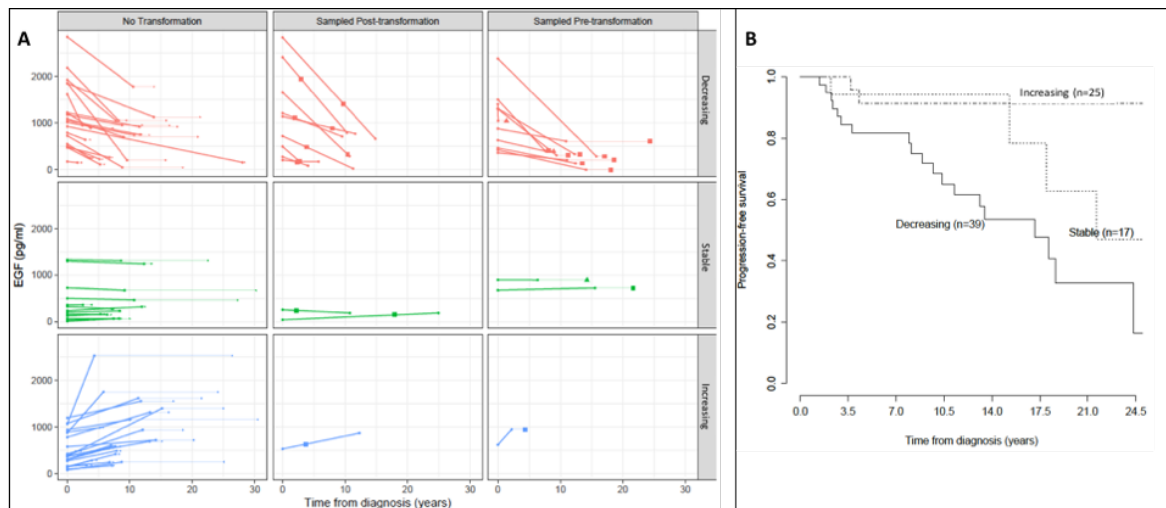 A
No Transformation
Sampled Post-transformation
Sampled Pre-transformation
2000
1000
0
Decreasing
EGF (pg/ml)
2000
1000
0
Stable
2000
1000
0
Increasing
0 10 20 30 0 10 20 30 0 10 20 30
Time from diagnosis (years)
B
Progression-free survival
1.0
0.8
0.6
0.4
0.2
0.0
Increasing (n=25)
Decreasing (n=39)
Stable (n=17)
0.0 3.5 7.0 10.5 14.0 17.5 21.0 24.5
Time from diagnosis (years)